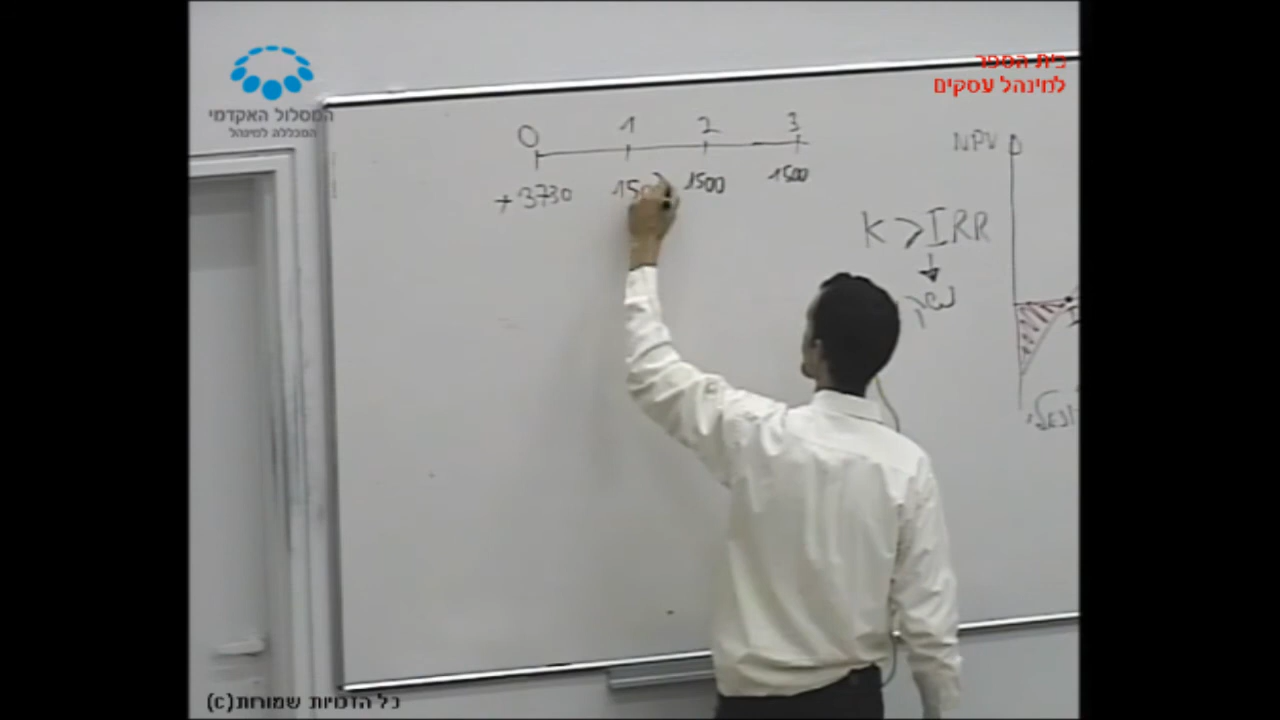 בית הספר
למינהל עסקים
המסלול האקדמי
המכללה למינהל
0 1 2 3
+3730 150 1500 1500
NPV
K > IRR
כל הזכויות שמורות(c)